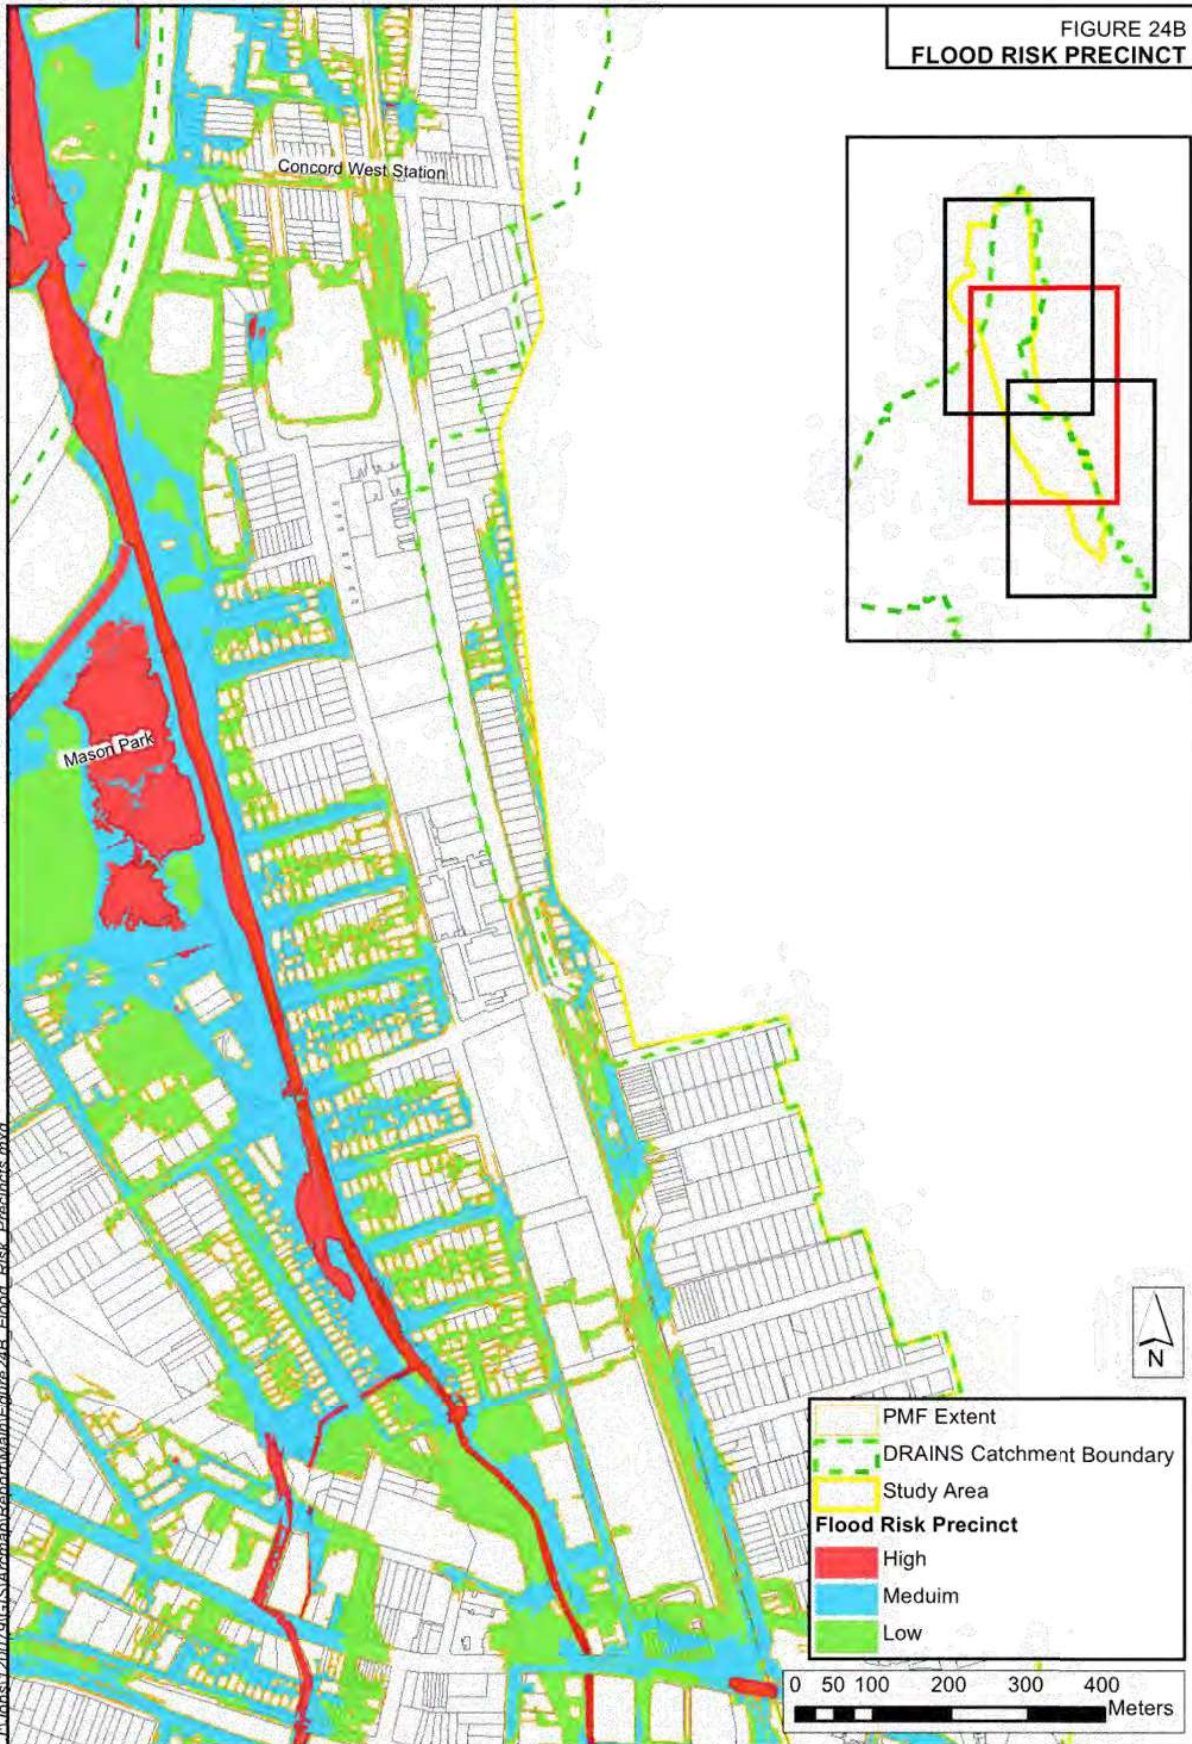 FIGURE 24B
FLOOD RISK PRECINCT
Concord West Station
Mason Park
PMF Extent
DRAINS Catchment Boundary
Study Area
Flood Risk Precinct
High
Meduim
Low
N
0 50 100 200 300 400
Meters